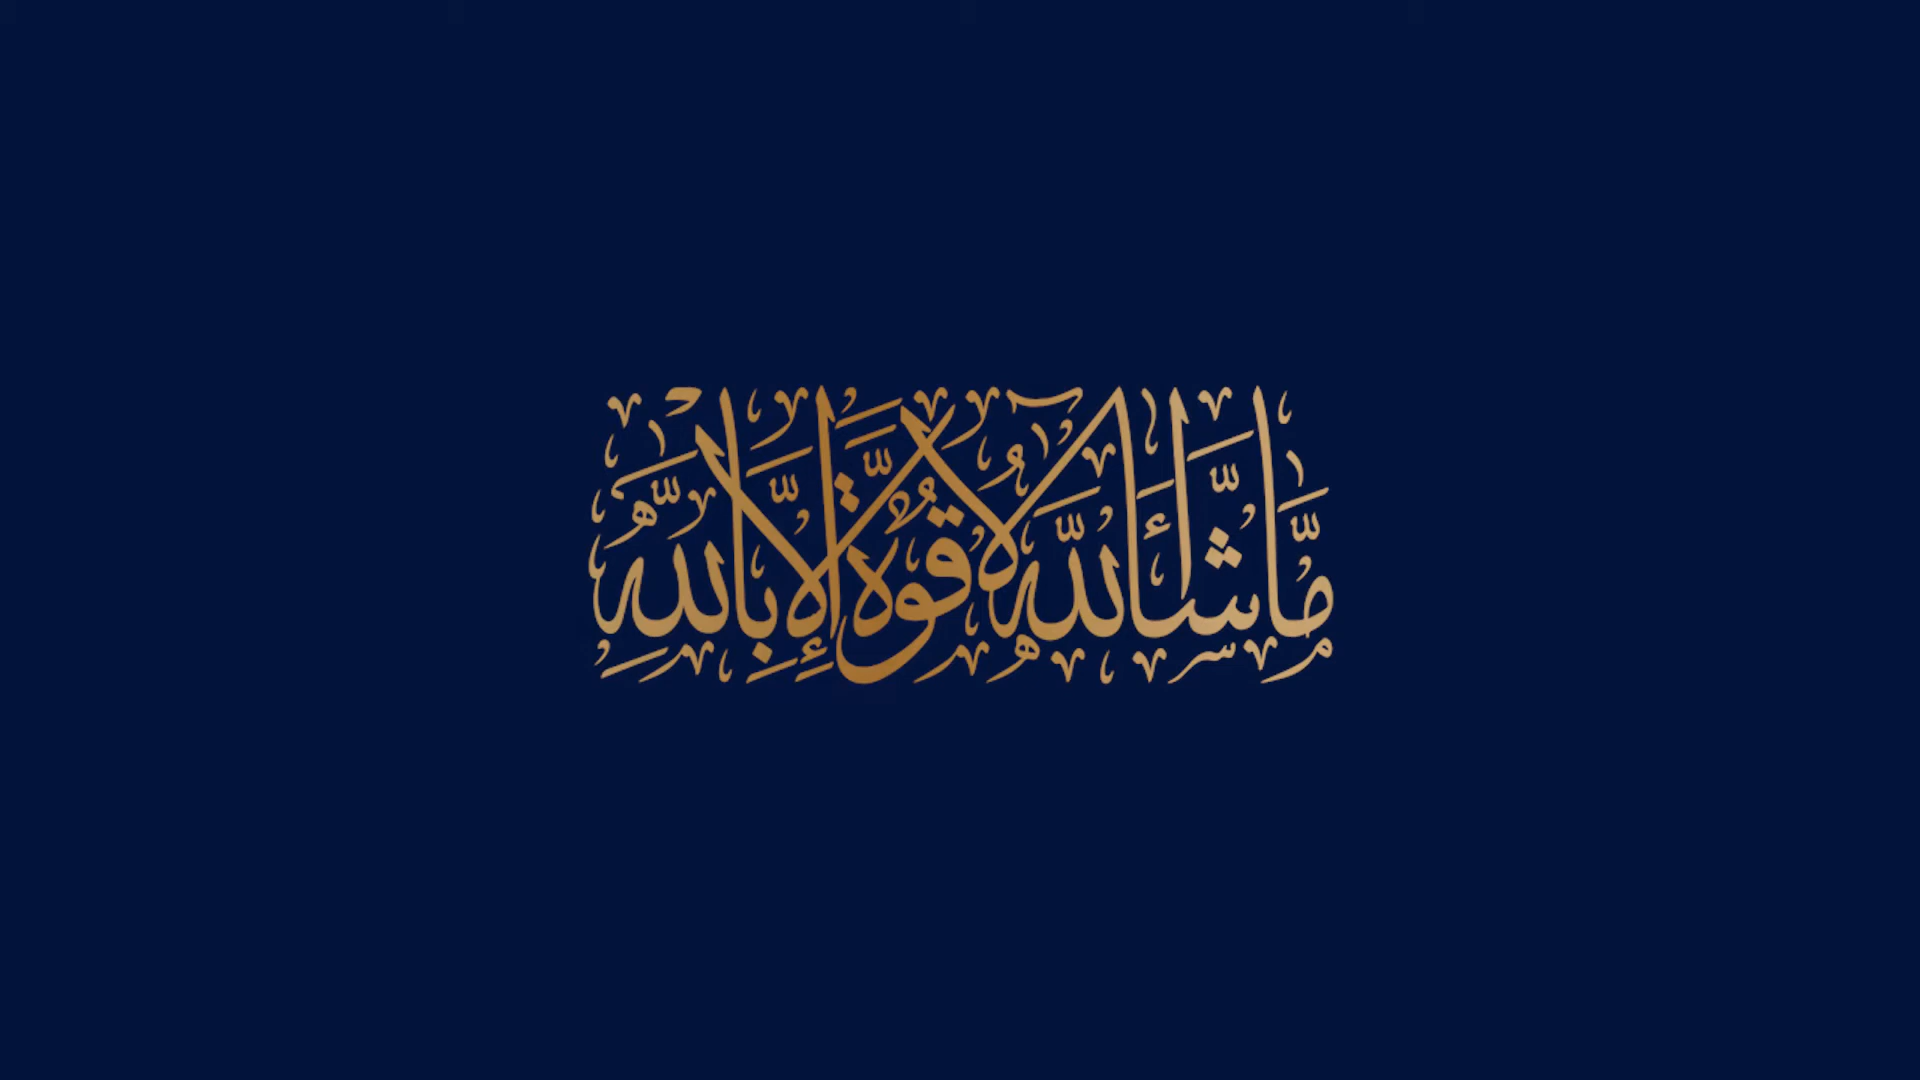 مَّا شَاءَ اللَّهُ لَا قُوَّةَ إِلَّا بِاللَّهِ